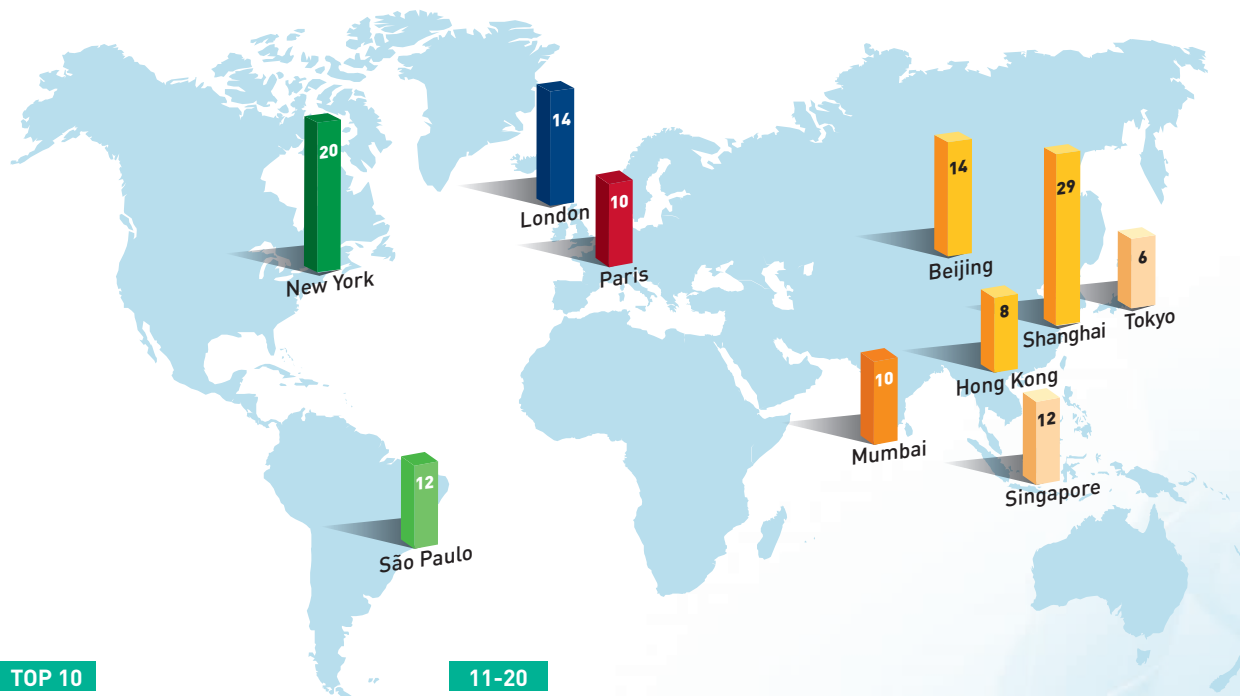 20
New York
14
London
10
Paris
14
Beijing
29
Shanghai
6
Tokyo
8
Hong Kong
10
Mumbai
12
Singapore
12
São Paulo
TOP 10
11-20